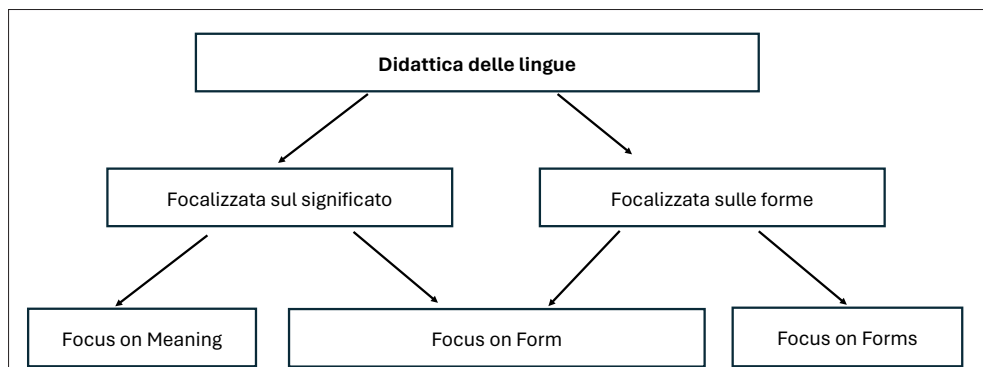 Didattica delle lingue
Focalizzata sul significato
Focalizzata sulle forme
Focus on Meaning
Focus on Form
Focus on Forms